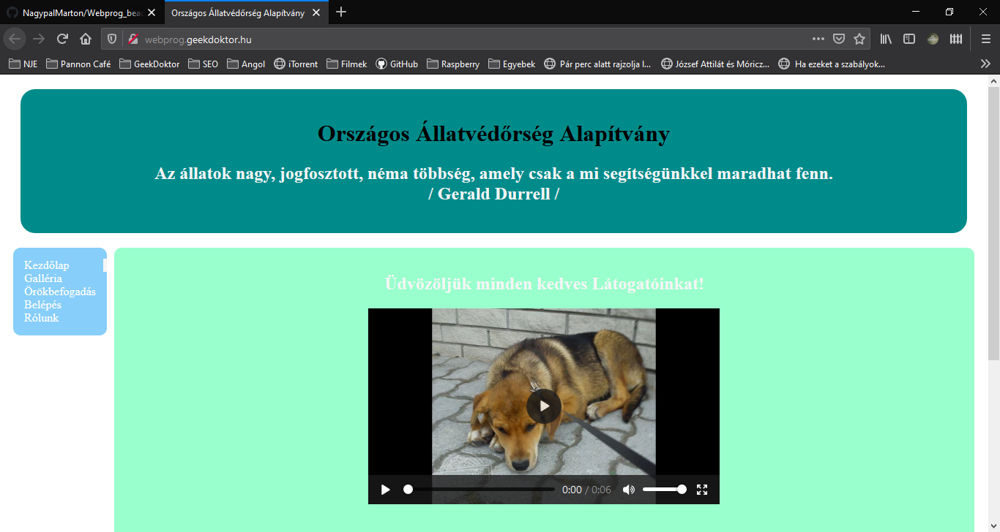 NagypalMarton/Webprog_bead
Országos Állatvédőrség Alapítvány
webprog.geekdoktor.hu
NJE
Pannon Café
GeekDoktor
SEO
Angol
iTorrent
Filmek
GitHub
Raspberry
Egyebek
Pár perc alatt rajzolja l...
József Attilát és Móricz...
Ha ezeket a szabályok...
Országos Állatvédőrség Alapítvány
Az állatok nagy, jogfosztott, néma többség, amely csak a mi segítségünkkel maradhat fenn.
/ Gerald Durrell /
Kezdőlap
Galléria
Örökbefogadás
Belépés
Rólunk
Üdvözöljük minden kedves Látogatóinkat!
0:00 / 0:06